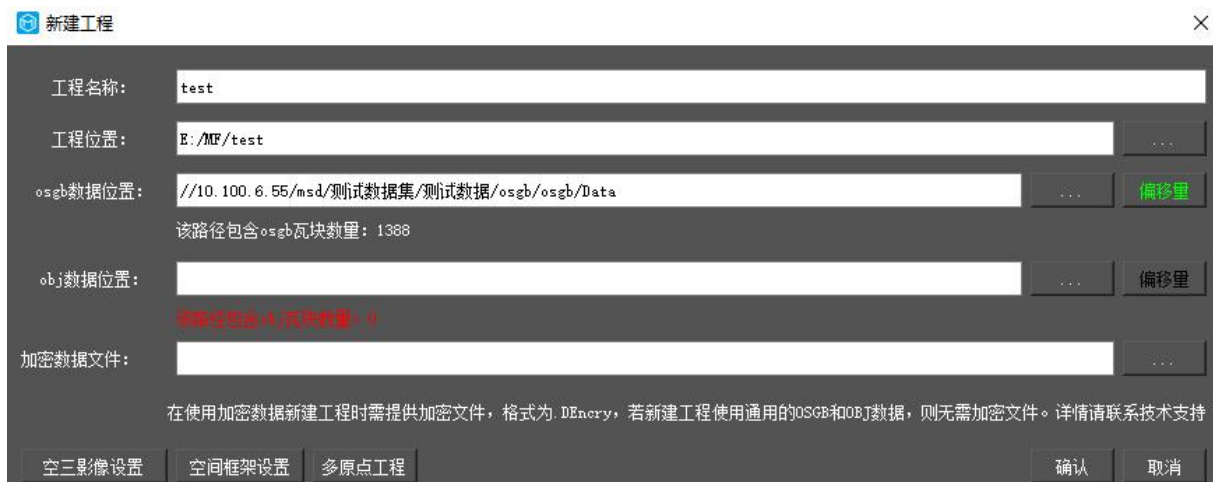 新建工程
工程名称： test
工程位置： E:/MF/test ...
osgb数据位置： //10.100.6.55/msd/测试数据集/测试数据/osgb/osgb/Data ... 偏移量
该路径包含osgb瓦块数量：1388
obj数据位置： ... 偏移量
该路径包含obj瓦块数量：0
加密数据文件： ...
在使用加密数据新建工程时需提供加密文件，格式为.DEncry，若新建工程使用通用的OSGB和OBJ数据，则无需加密文件。详情请联系技术支持
空三影像设置 空间框架设置 多原点工程 确认 取消